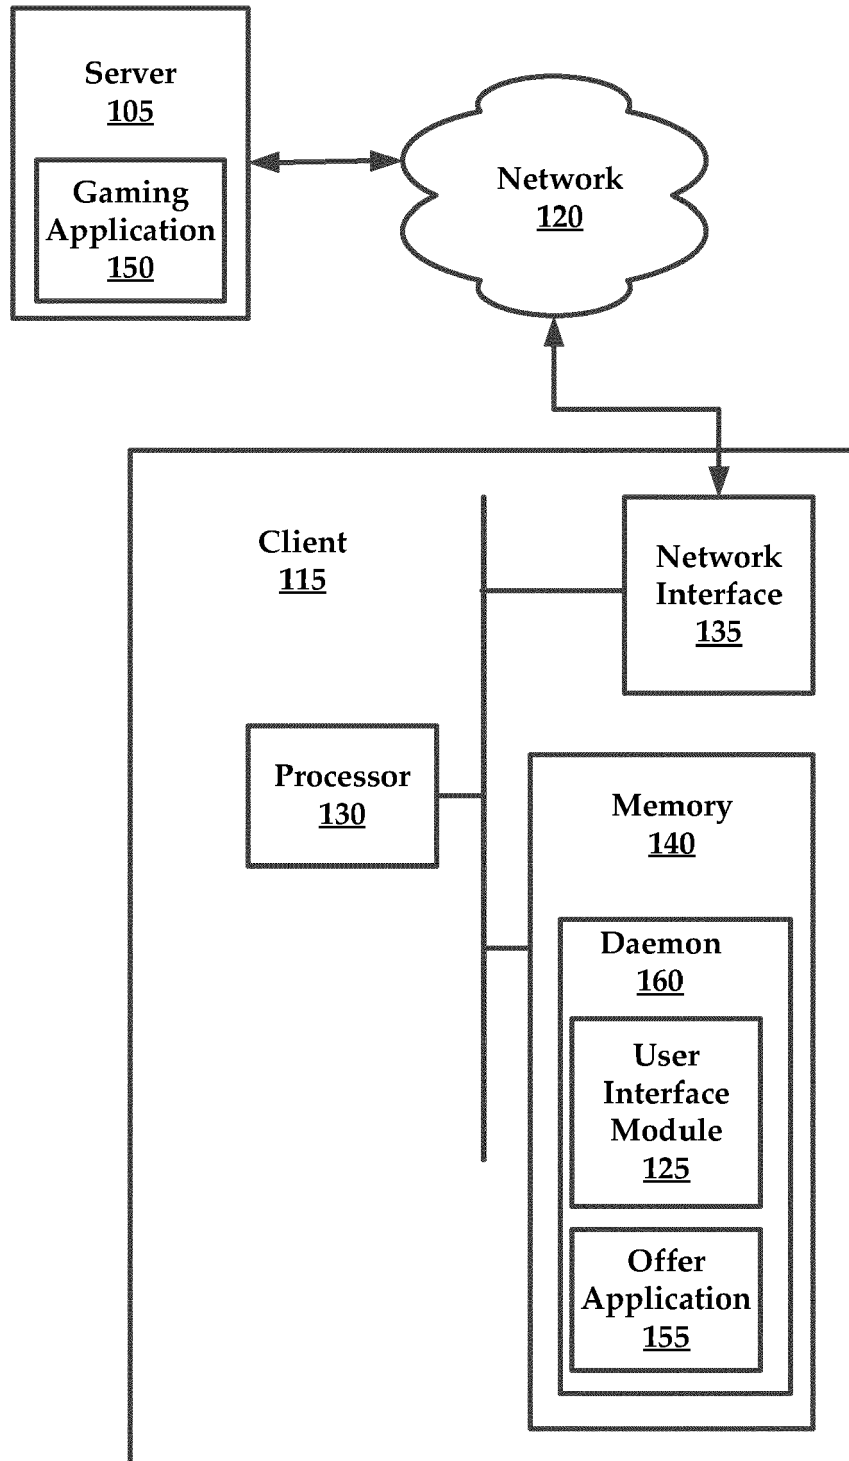 Server
105
Gaming
Application
150
Network
120
Client
115
Network
Interface
135
Processor
130
Memory
140
Daemon
160
User
Interface
Module
125
Offer
Application
155